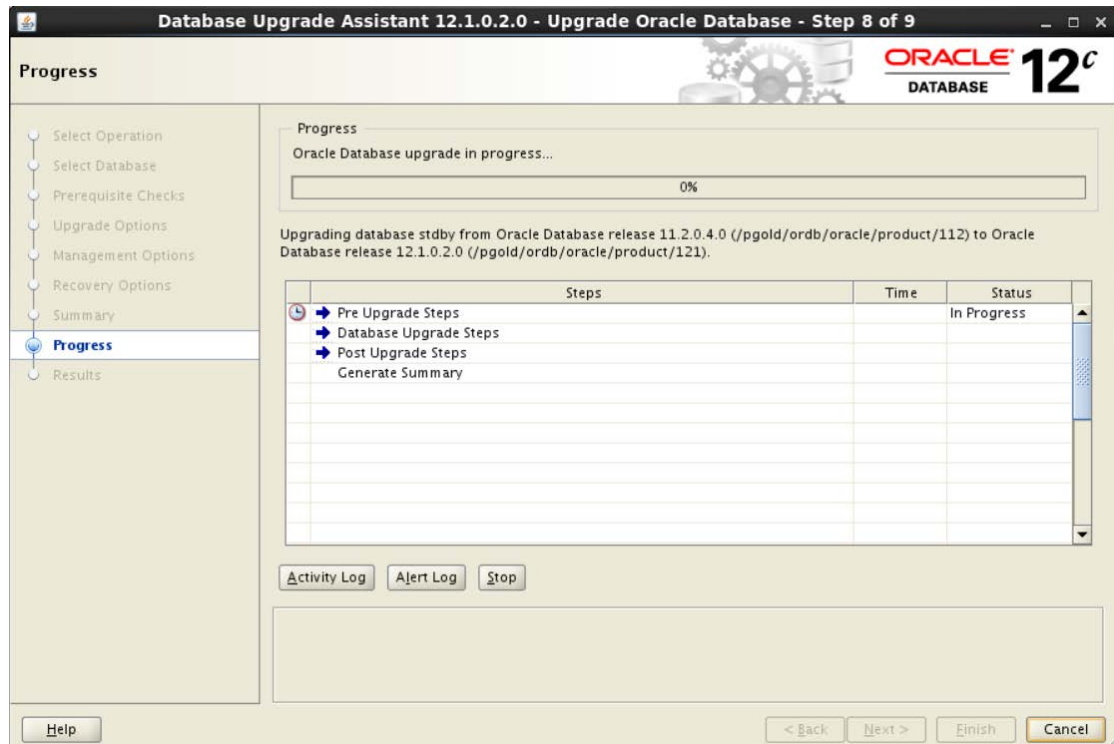 Database Upgrade Assistant 12.1.0.2.0 - Upgrade Oracle Database - Step 8 of 9
Progress
ORACLE
DATABASE
12c
Select Operation
Select Database
Prerequisite Checks
Upgrade Options
Management Options
Recovery Options
Summary
Progress
Results
Progress
Oracle Database upgrade in progress...
0%
Upgrading database stdby from Oracle Database release 11.2.0.4.0 (/pgold/ordb/oracle/product/112) to Oracle
Database release 12.1.0.2.0 (/pgold/ordb/oracle/product/121).
Steps Time Status
Pre Upgrade Steps In Progress
Database Upgrade Steps
Post Upgrade Steps
Generate Summary
Activity Log Alert Log Stop
Help < Back Next > Finish Cancel